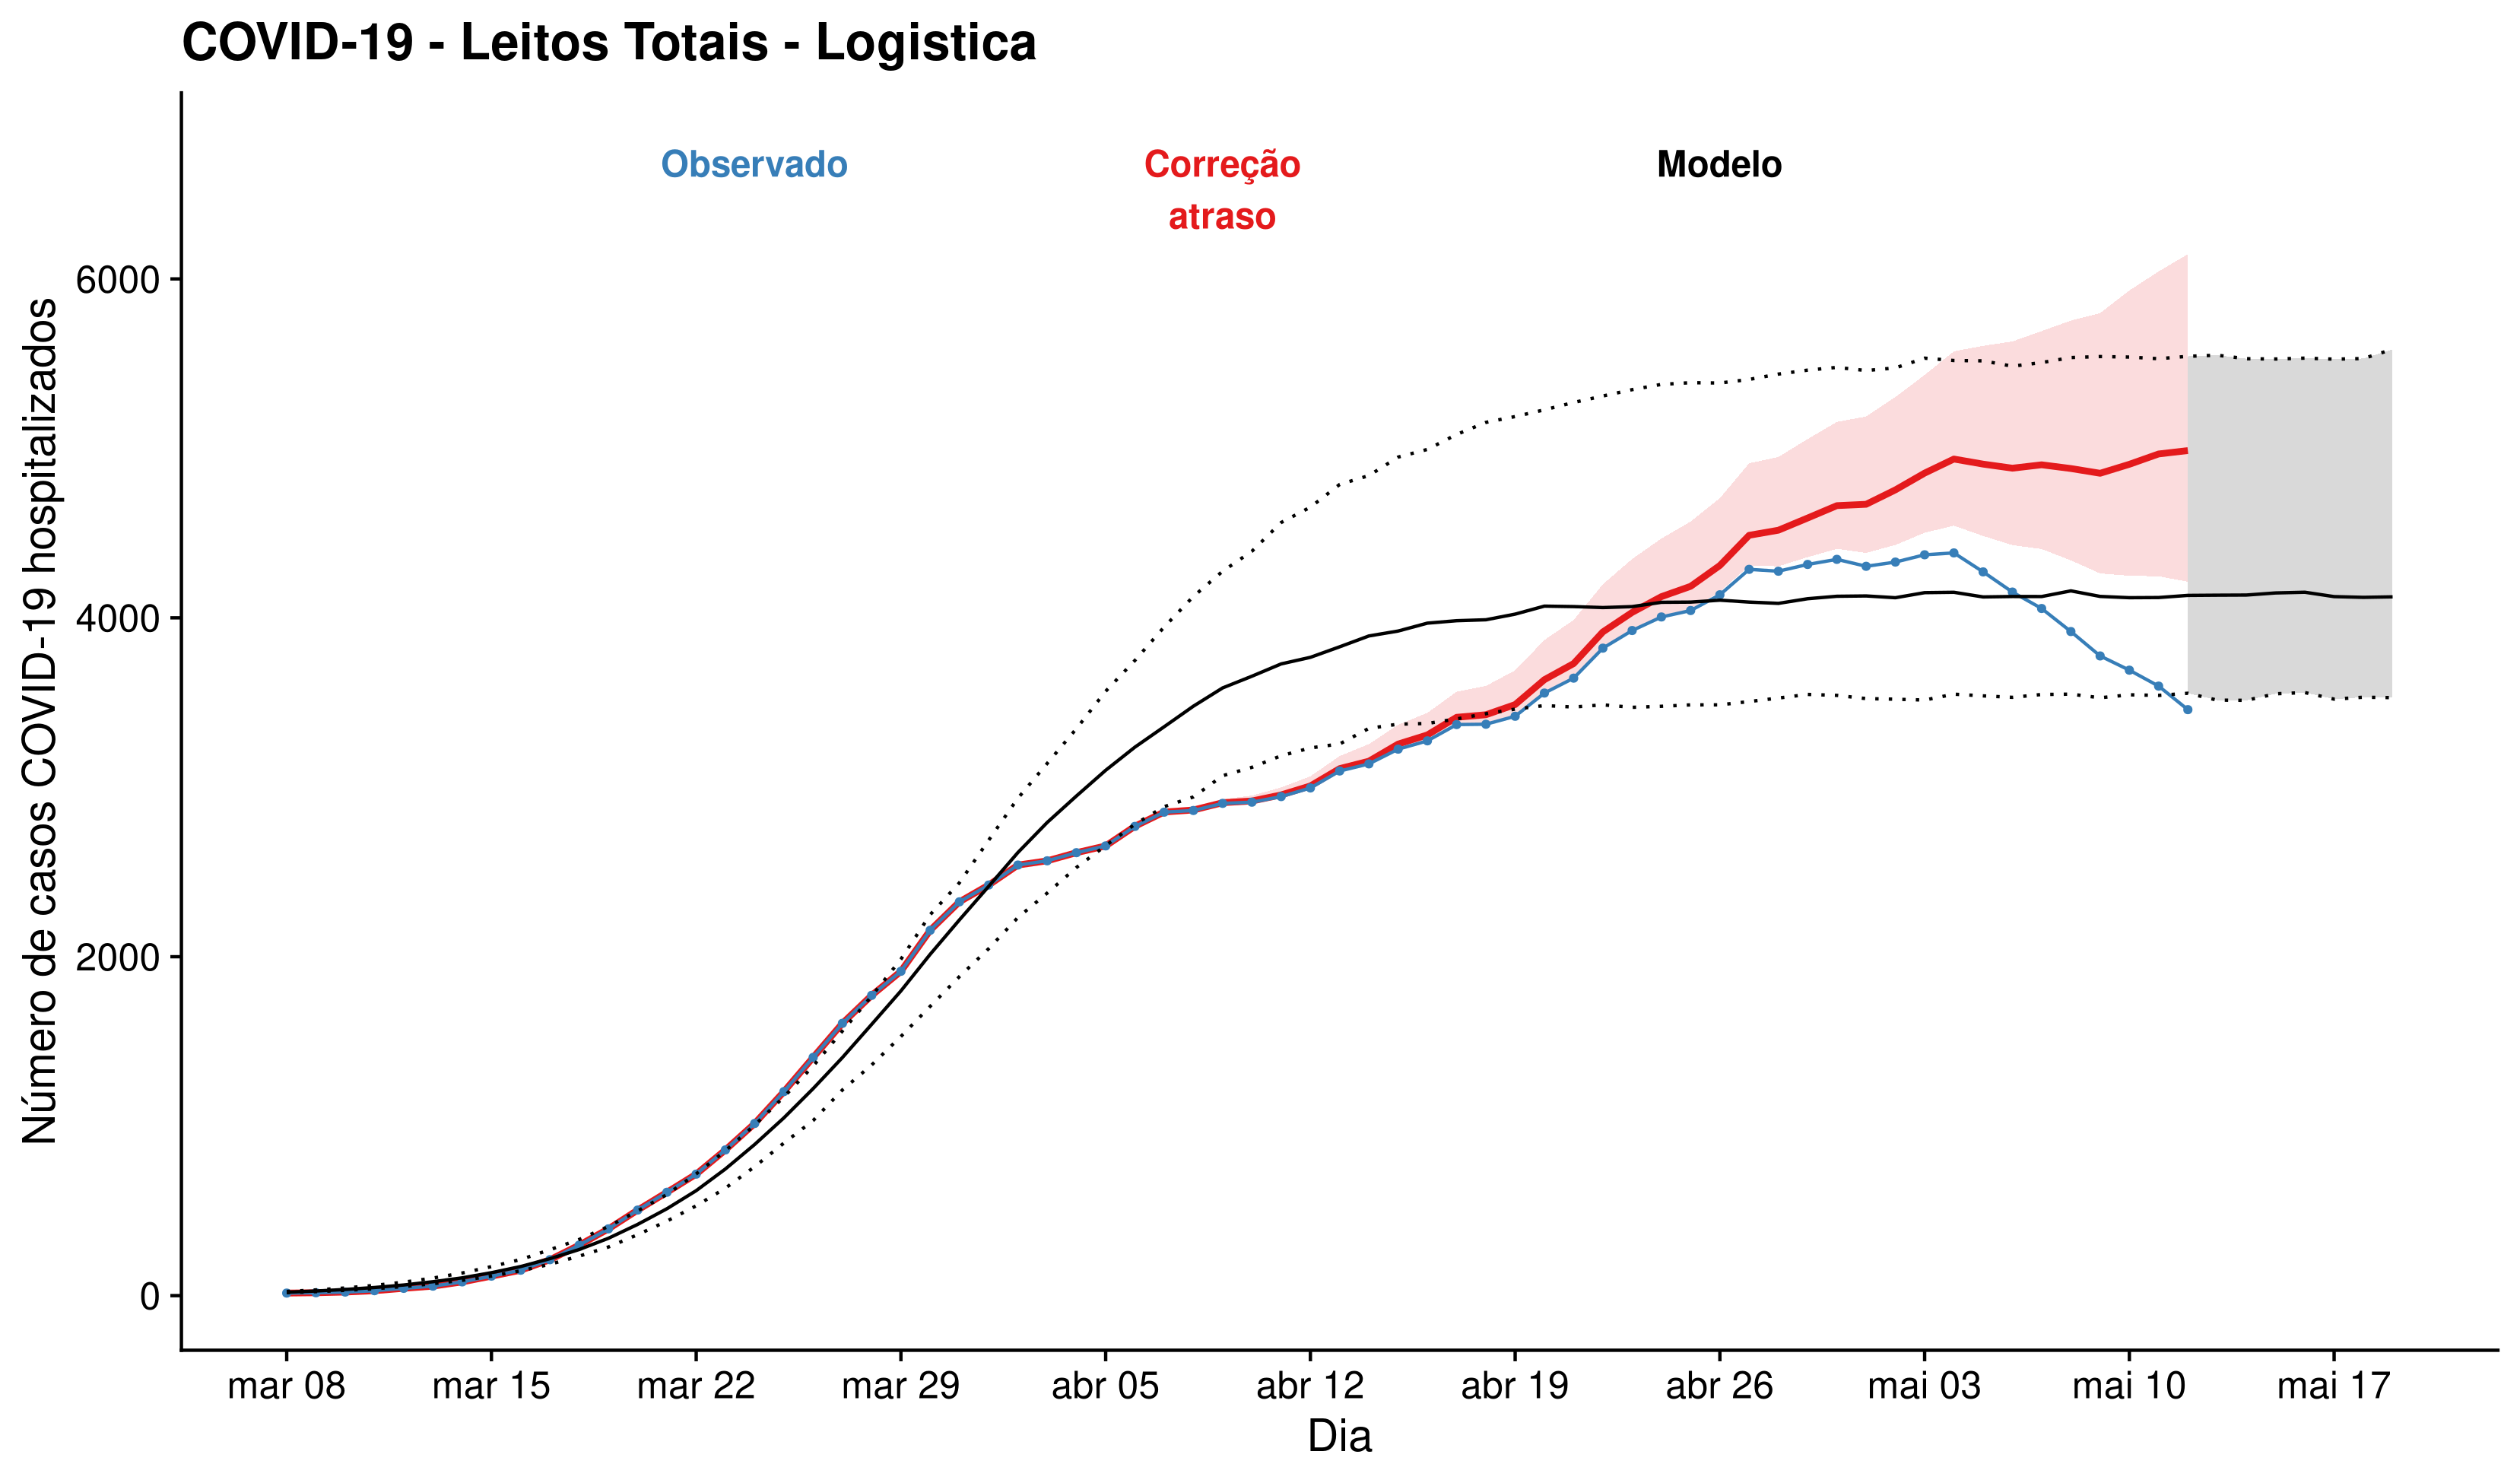 COVID-19 - Leitos Totais - Logistica
Observado
Correção
atraso
Modelo
Número de casos COVID-19 hospitalizados
6000
4000
2000
0
mar 08 mar 15 mar 22 mar 29 abr 05 abr 12 abr 19 abr 26 mai 03 mai 10 mai 17
Dia